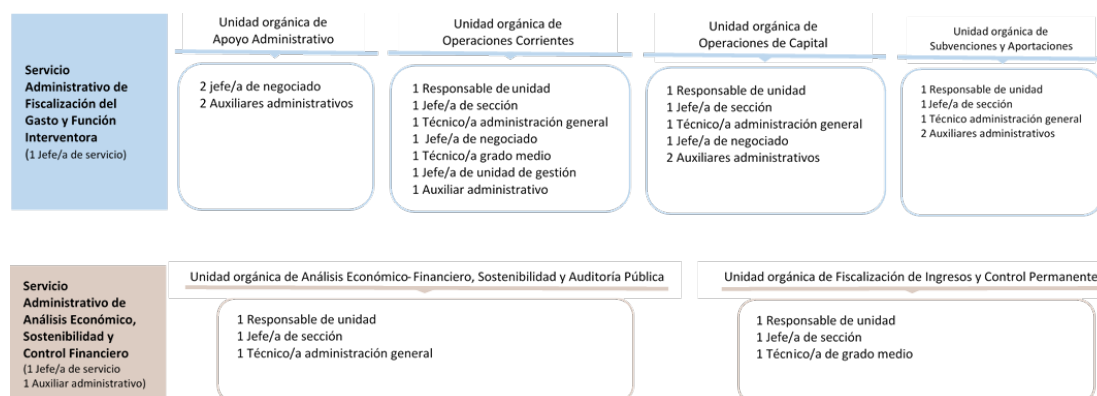 Servicio
Administrativo de
Fiscalización del
Gasto y Función
Interventora
(1 Jefe/a de servicio)
Unidad orgánica de
Apoyo Administrativo
2 jefe/a de negociado
2 Auxiliares administrativos
Unidad orgánica de
Operaciones Corrientes
1 Responsable de unidad
1 Jefe/a de sección
1 Técnico/a administración general
1 Jefe/a de negociado
1 Técnico/a grado medio
1 Jefe/a de unidad de gestión
1 Auxiliar administrativo
Unidad orgánica de
Operaciones de Capital
1 Responsable de unidad
1 Jefe/a de sección
1 Técnico/a administración general
1 Jefe/a de negociado
2 Auxiliares administrativos
Unidad orgánica de
Subvenciones y Aportaciones
1 Responsable de unidad
1 Jefe/a de sección
1 Técnico administración general
2 Auxiliares administrativos
Servicio
Administrativo de
Análisis Económico,
Sostenibilidad y
Control Financiero
(1 Jefe/a de servicio
1 Auxiliar administrativo)
Unidad orgánica de Análisis Económico-Financiero, Sostenibilidad y Auditoría Pública
1 Responsable de unidad
1 Jefe/a de sección
1 Técnico/a administración general
Unidad orgánica de Fiscalización de Ingresos y Control Permanente
1 Responsable de unidad
1 Jefe/a de sección
1 Técnico/a de grado medio